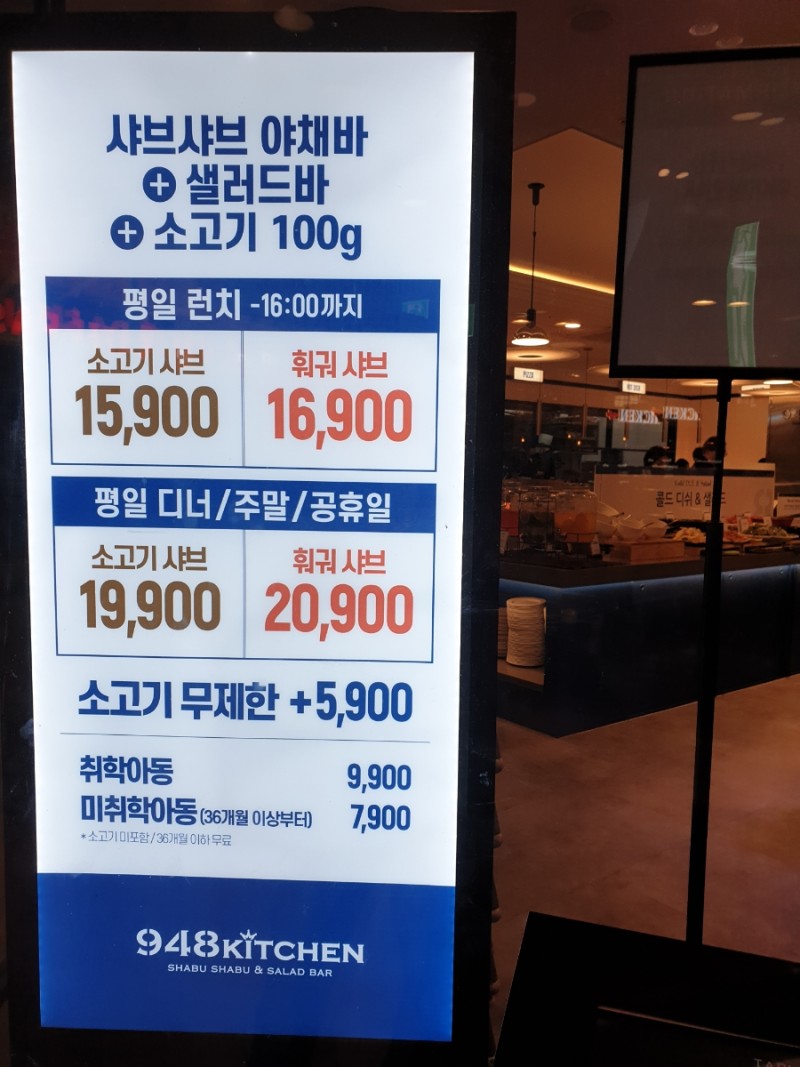 샤브샤브 야채바
+ 샐러드바
+ 소고기 100g
평일 런치 -16:00까지
소고기 샤브 훠궈 샤브
15,900 16,900
평일 디너/주말/공휴일
소고기 샤브 훠궈 샤브
19,900 20,900
소고기 무제한 +5,900
취학아동 9,900
미취학아동(36개월 이상부터) 7,900
* 소고기 미포함 / 36개월 이하 무료
948KITCHEN
SHABU SHABU & SALAD BAR
콜드 디쉬 & 샐